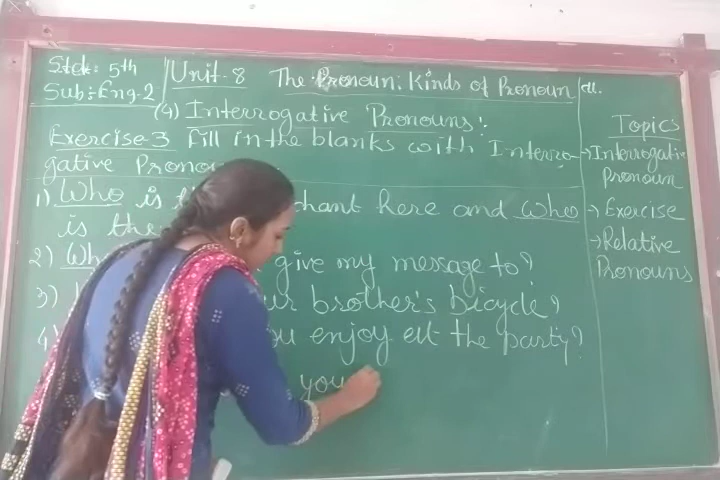 Std: 5th
Sub: Eng-2
Unit-8 The Pronoun: Kinds of Pronoun
(4) Interrogative Pronouns:
Exercise-3 Fill in the blanks with Interro-
gative
1) Who is chant here and who
is the
2) give my message to?
3) brother's bicycle?
4) enjoy at the party?
you
Topics
→Interrogative
Pronoun
→Exercise
→Relative
Pronouns